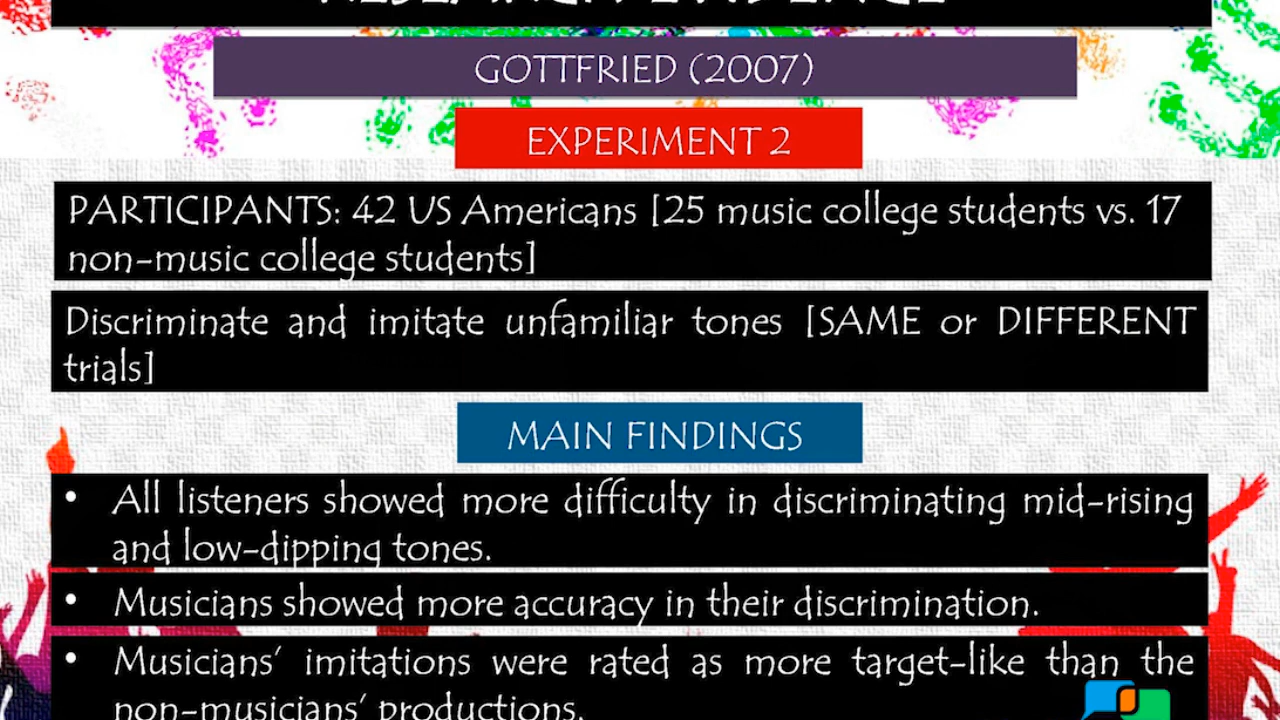 RESEARCH EVIDENCE
GOTTFRIED (2007)
EXPERIMENT 2
PARTICIPANTS: 42 US Americans [25 music college students vs. 17
non-music college students]
Discriminate and imitate unfamiliar tones [SAME or DIFFERENT
trials]
MAIN FINDINGS
• All listeners showed more difficulty in discriminating mid-rising
and low-dipping tones.
• Musicians showed more accuracy in their discrimination.
• Musicians' imitations were rated as more target-like than the
non-musicians' productions.